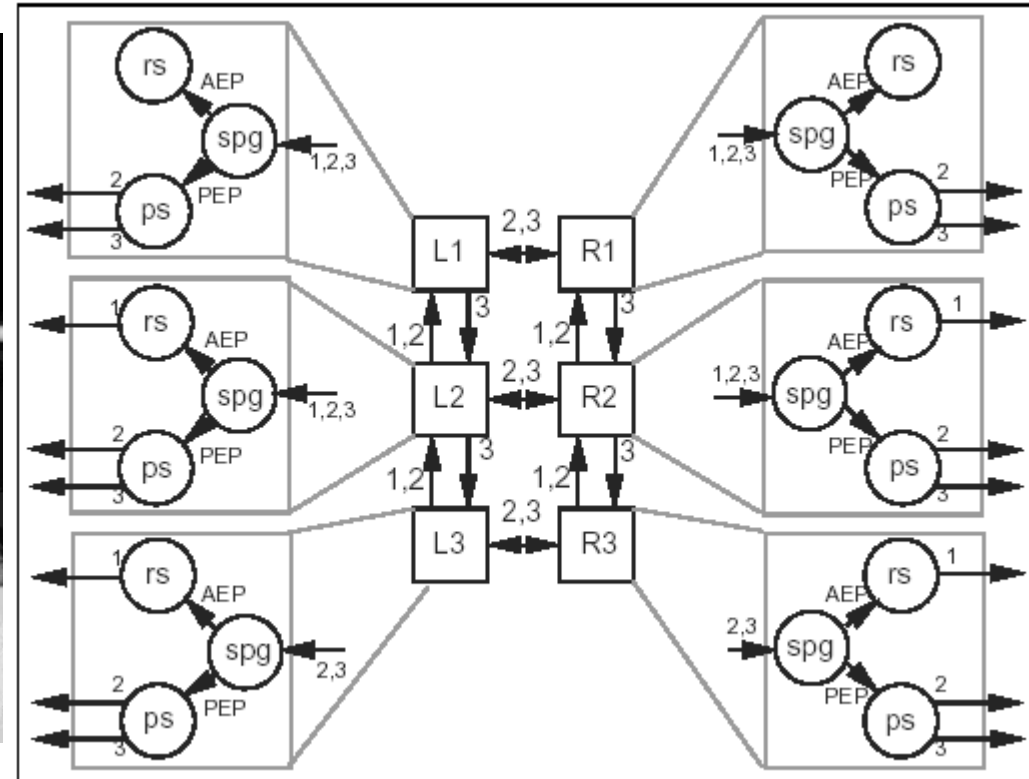 rs
AEP
spg
1,2,3
PEP
2
ps
3
rs
AEP
spg
1,2,3
PEP
2
ps
3
L1
2,3
R1
1,2
3
1,2
3
1
rs
AEP
spg
1,2,3
PEP
2
ps
3
L2
2,3
R2
1,2
3
1,2
3
1
rs
AEP
spg
1,2,3
PEP
2
ps
3
L3
2,3
R3
1
rs
AEP
spg
2,3
PEP
2
ps
3
1
rs
AEP
spg
2,3
PEP
2
ps
3